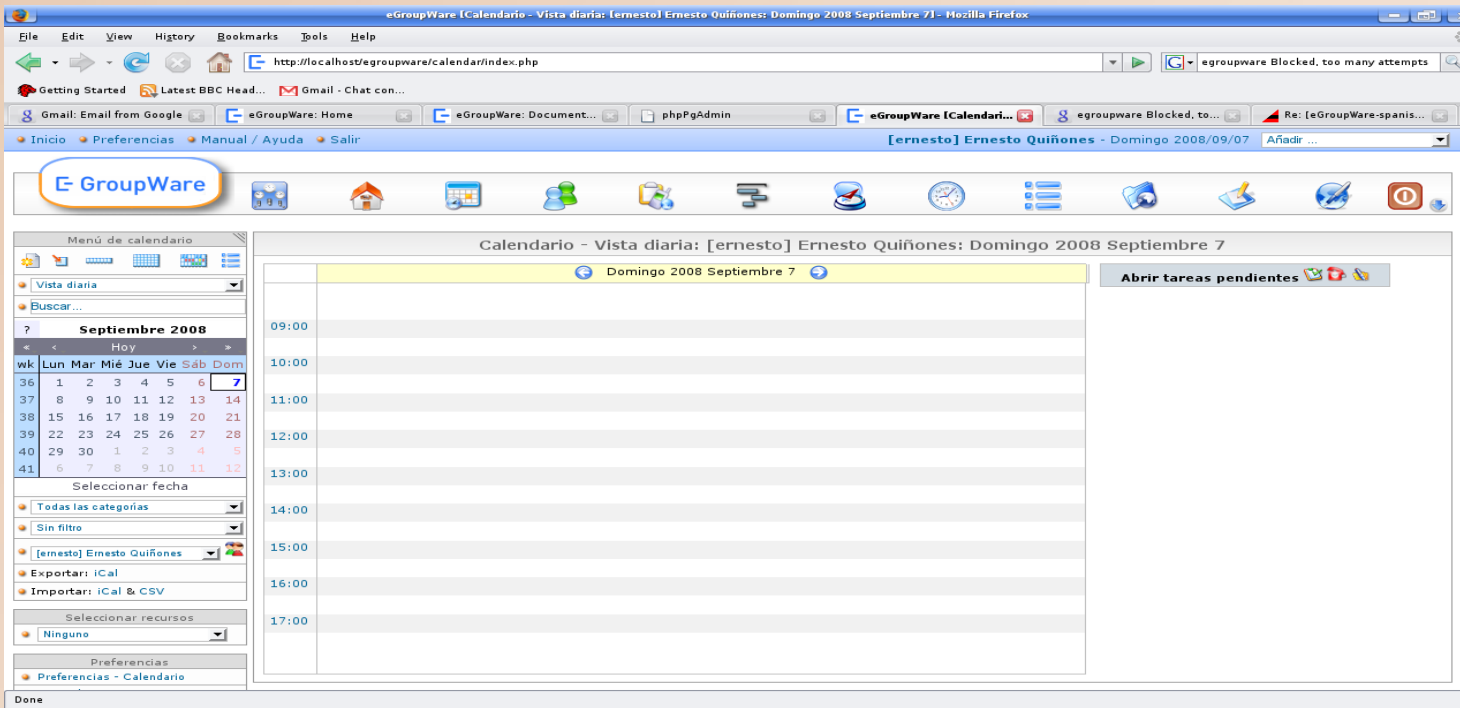 eGroupWare [Calendario - Vista diaria: [ernesto] Ernesto Quiñones: Domingo 2008 Septiembre 7] - Mozilla Firefox
File Edit View History Bookmarks Tools Help
http://localhost/egroupware/calendar/index.php egroupware Blocked, too many attempts
Getting Started Latest BBC Head... Gmail - Chat con...
Gmail: Email from Google eGroupWare: Home eGroupWare: Document... phpPgAdmin eGroupWare [Calendari... egroupware Blocked, to... Re: [eGroupWare-spanis...
Inicio Preferencias Manual / Ayuda Salir [ernesto] Ernesto Quiñones - Domingo 2008/09/07 Añadir ...
E- GroupWare
Menú de calendario
Calendario - Vista diaria: [ernesto] Ernesto Quiñones: Domingo 2008 Septiembre 7
Domingo 2008 Septiembre 7
Abrir tareas pendientes
Vista diaria
Buscar...
? Septiembre 2008
« < Hoy > »
wk Lun Mar Mié Jue Vie Sáb Dom
36 1 2 3 4 5 6 7
37 8 9 10 11 12 13 14
38 15 16 17 18 19 20 21
39 22 23 24 25 26 27 28
40 29 30 1 2 3 4 5
41 6 7 8 9 10 11 12
Seleccionar fecha
Todas las categorias
Sin filtro
[ernesto] Ernesto Quiñones
Exportar: iCal
Importar: iCal & CSV
Seleccionar recursos
Ninguno
Preferencias
Preferencias - Calendario
09:00
10:00
11:00
12:00
13:00
14:00
15:00
16:00
17:00
Done